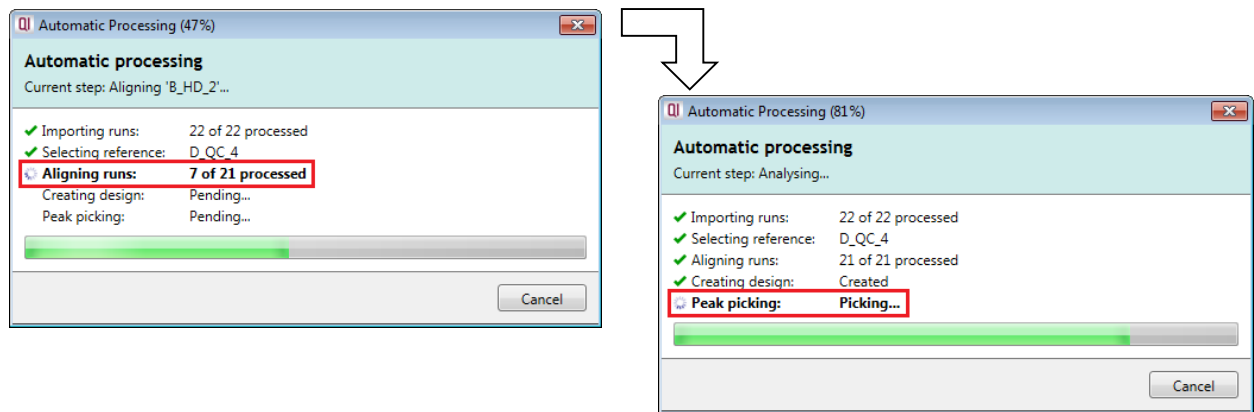 QI Automatic Processing (47%)
Automatic processing
Current step: Aligning 'B_HD_2'...
Importing runs: 22 of 22 processed
Selecting reference: D_QC_4
Aligning runs: 7 of 21 processed
Creating design: Pending...
Peak picking: Pending...
Cancel
QI Automatic Processing (81%)
Automatic processing
Current step: Analysing...
Importing runs: 22 of 22 processed
Selecting reference: D_QC_4
Aligning runs: 21 of 21 processed
Creating design: Created
Peak picking: Picking...
Cancel